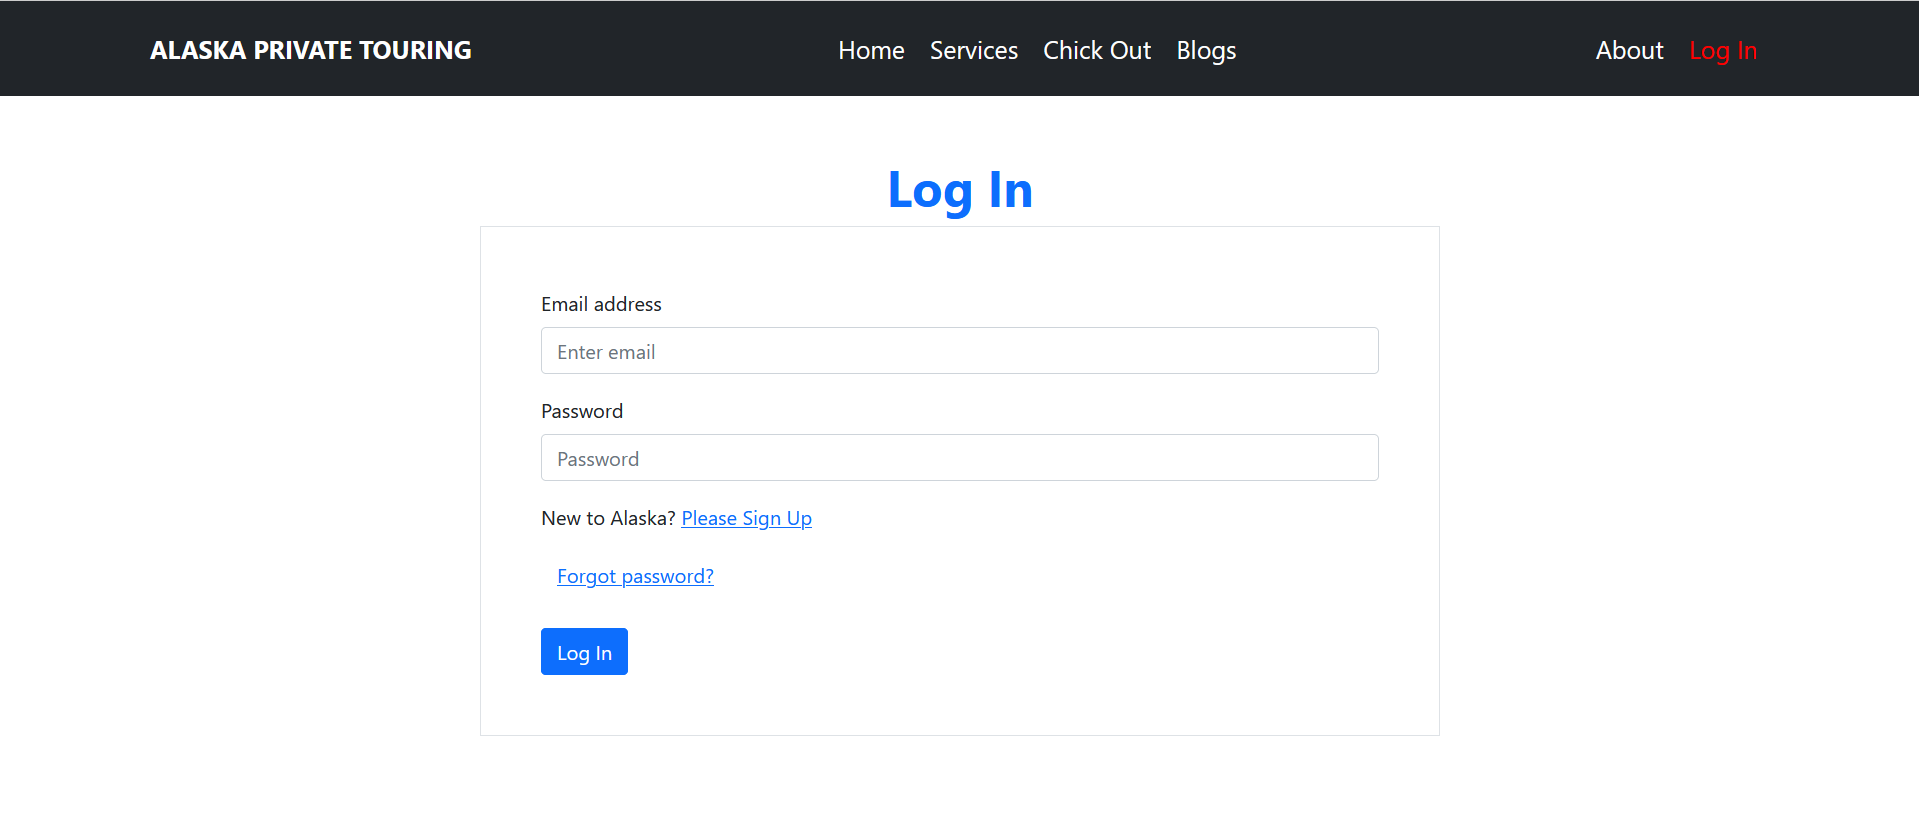 ALASKA PRIVATE TOURING Home Services Chick Out Blogs About Log In
Log In
Email address
Enter email
Password
Password
New to Alaska? Please Sign Up
Forgot password?
Log In